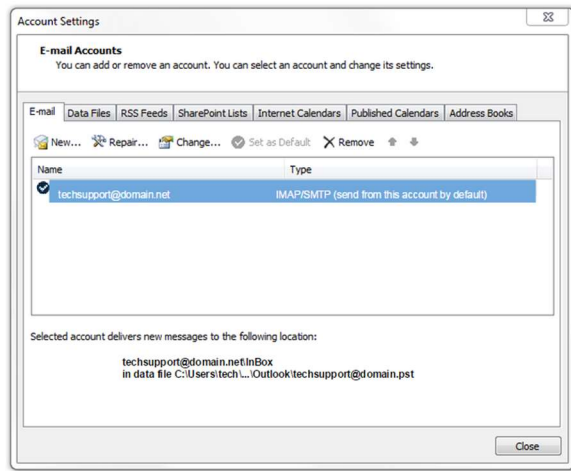 Account Settings
E-mail Accounts
You can add or remove an account. You can select an account and change its settings.
E-mail Data Files RSS Feeds SharePoint Lists Internet Calendars Published Calendars Address Books
New... Repair... Change... Set as Default Remove
Name Type
techsupport@domain.net IMAP/SMTP (send from this account by default)
Selected account delivers new messages to the following location:
techsupport@domain.net\InBox
in data file C:\Users\tech\...\Outlook\techsupport@domain.pst
Close